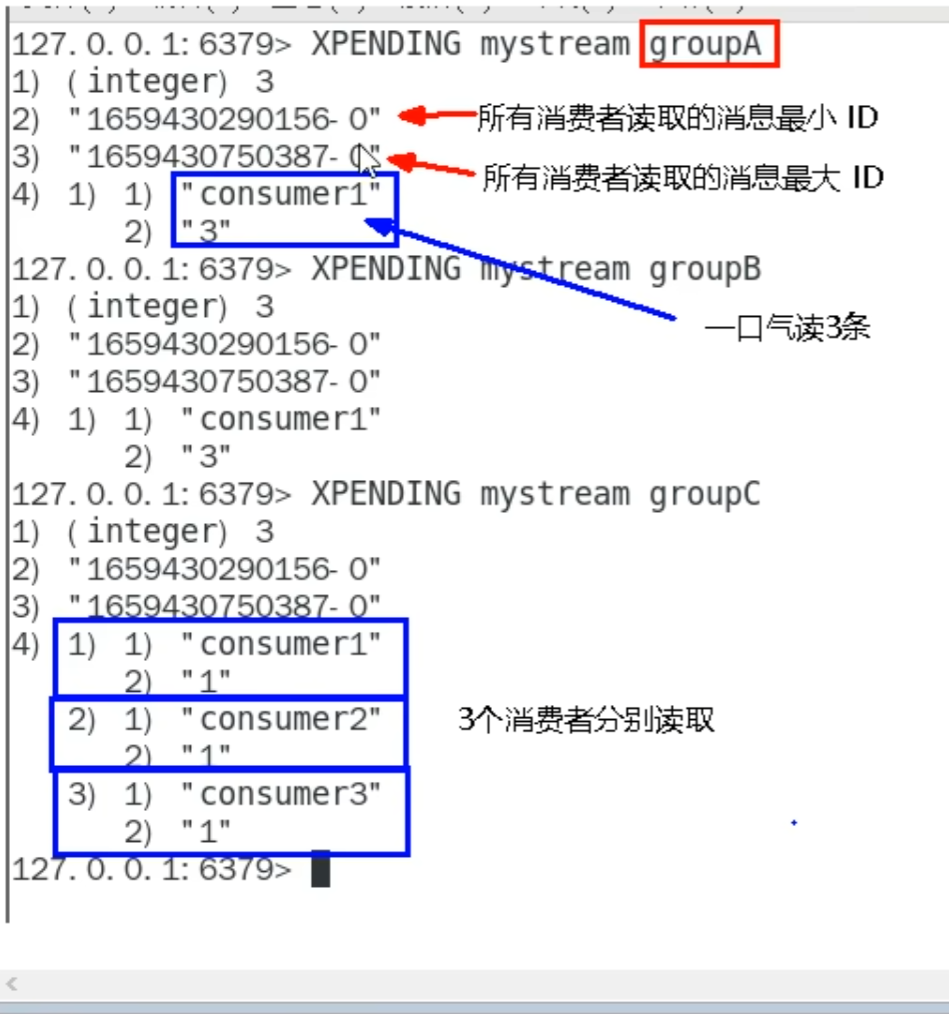 127.0.0.1:6379> XPENDING mystream groupA
1) (integer) 3
2) "1659430290156-0" 所有消费者读取的消息最小 ID
3) "1659430750387-0" 所有消费者读取的消息最大 ID
4) 1) 1) "consumer1"
2) "3"
127.0.0.1:6379> XPENDING mystream groupB
1) (integer) 3
一口气读3条
2) "1659430290156-0"
3) "1659430750387-0"
4) 1) 1) "consumer1"
2) "3"
127.0.0.1:6379> XPENDING mystream groupC
1) (integer) 3
2) "1659430290156-0"
3) "1659430750387-0"
4) 1) 1) "consumer1"
2) "1"
2) 1) "consumer2" 3个消费者分别读取
2) "1"
3) 1) "consumer3"
2) "1"
127.0.0.1:6379>